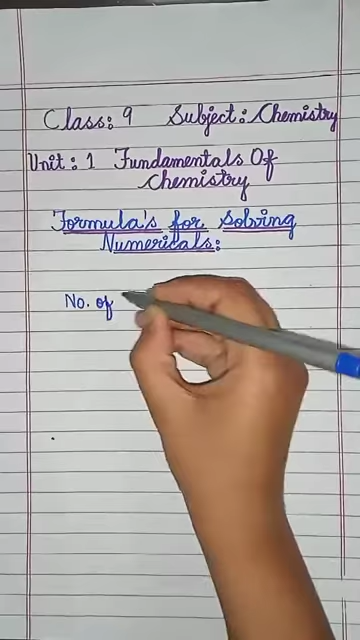 Class: 9 Subject: Chemistry
Unit: 1 Fundamentals Of
Chemistry
Formula's for Solving
Numericals:
No. of